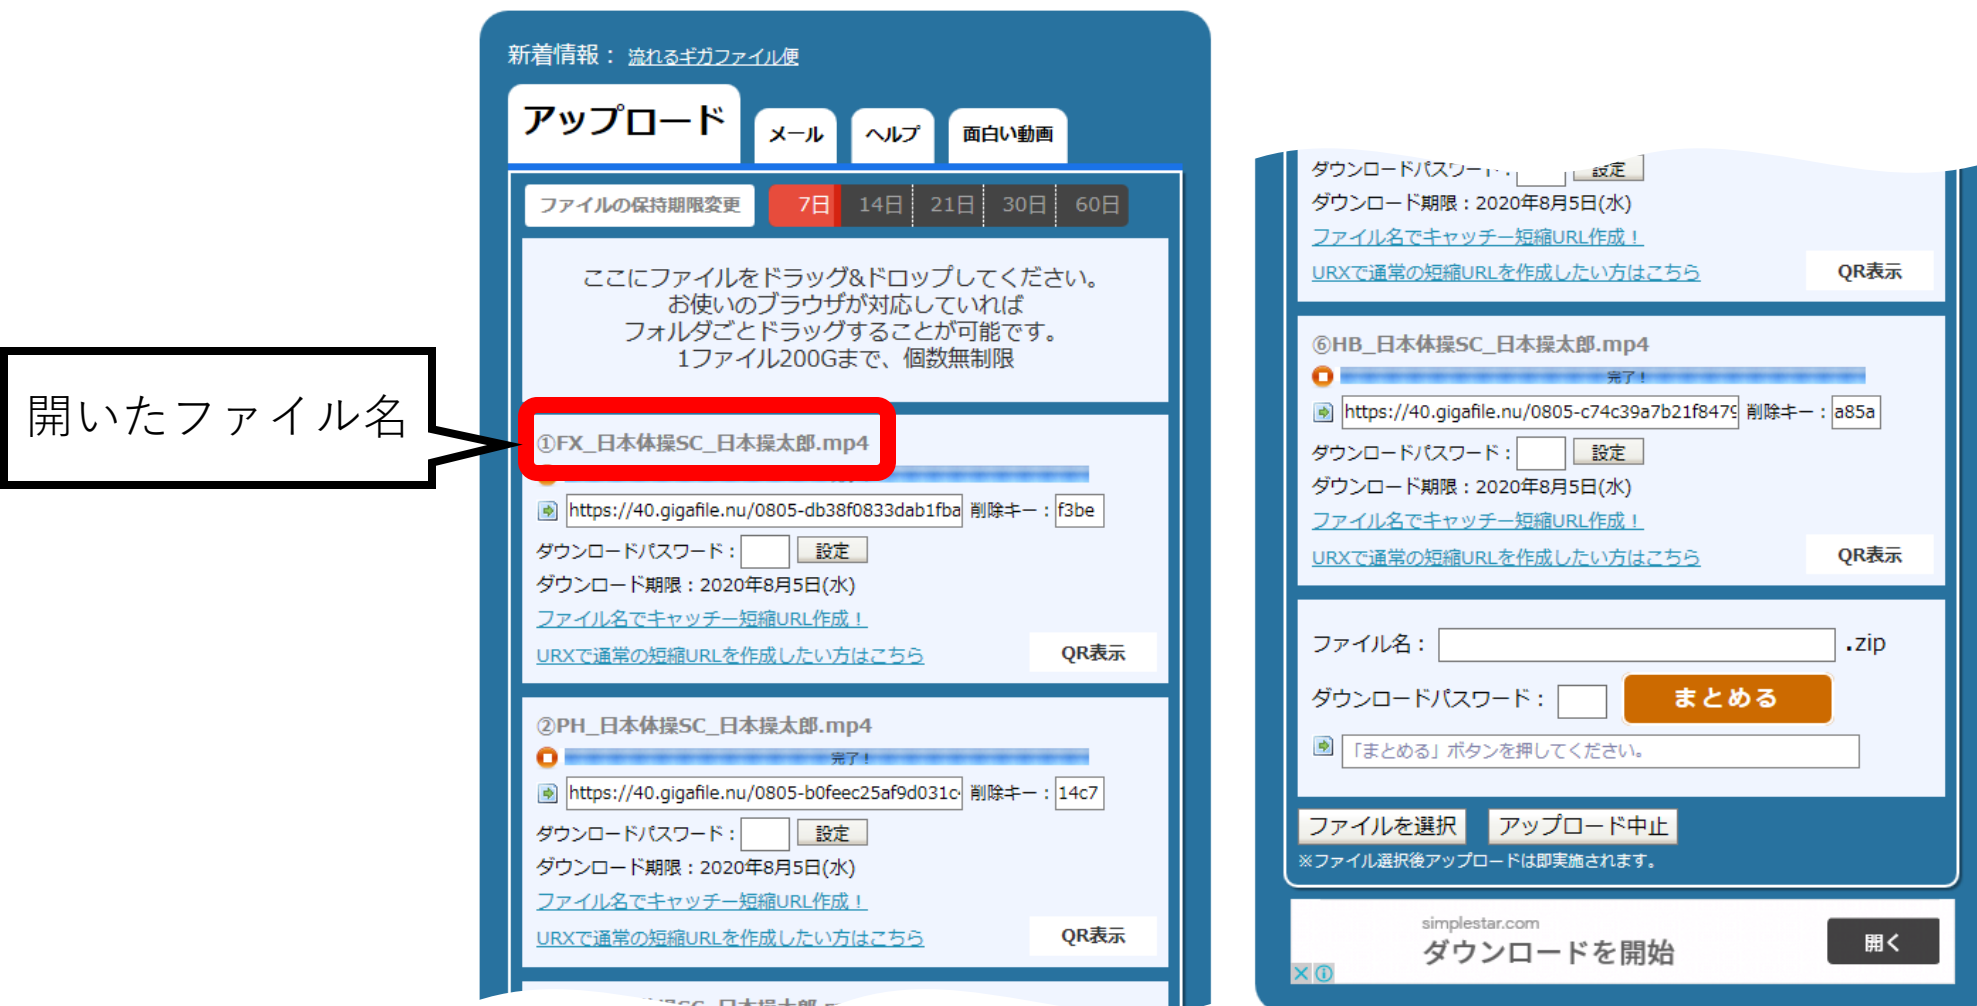 新着情報： 流れるギガファイル便
アップロード メール ヘルプ 面白い動画
ファイルの保持期限変更 7日 14日 21日 30日 60日
ここにファイルをドラッグ&ドロップしてください。
お使いのブラウザが対応していれば
フォルダごとドラッグすることが可能です。
1ファイル200Gまで、個数無制限
開いたファイル名
①FX_日本体操SC_日本操太郎.mp4
https://40.gigafile.nu/0805-db38f0833dab1fba 削除キー： f3be
ダウンロードパスワード： 設定
ダウンロード期限：2020年8月5日(水)
ファイル名でキャッチー短縮URL作成！
URXで通常の短縮URLを作成したい方はこちら QR表示
②PH_日本体操SC_日本操太郎.mp4
完了！
https://40.gigafile.nu/0805-b0feec25af9d031c 削除キー： 14c7
ダウンロードパスワード： 設定
ダウンロード期限：2020年8月5日(水)
ファイル名でキャッチー短縮URL作成！
URXで通常の短縮URLを作成したい方はこちら QR表示
ダウンロードパスワード： 設定
ダウンロード期限：2020年8月5日(水)
ファイル名でキャッチー短縮URL作成！
URXで通常の短縮URLを作成したい方はこちら QR表示
⑥HB_日本体操SC_日本操太郎.mp4
完了！
https://40.gigafile.nu/0805-c74c39a7b21f8479 削除キー： a85a
ダウンロードパスワード： 設定
ダウンロード期限：2020年8月5日(水)
ファイル名でキャッチー短縮URL作成！
URXで通常の短縮URLを作成したい方はこちら QR表示
ファイル名： .zip
ダウンロードパスワード： まとめる
「まとめる」ボタンを押してください。
ファイルを選択 アップロード中止
※ファイル選択後アップロードは即実施されます。
simplestar.com
ダウンロードを開始 開く